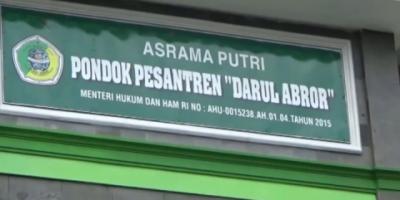 ASRAMA PUTRI
PONDOK PESANTREN "DARUL ABROR"
MENTERI HUKUM DAN HAM RI NO : AHU-0015238.AH.01.04.TAHUN 2015